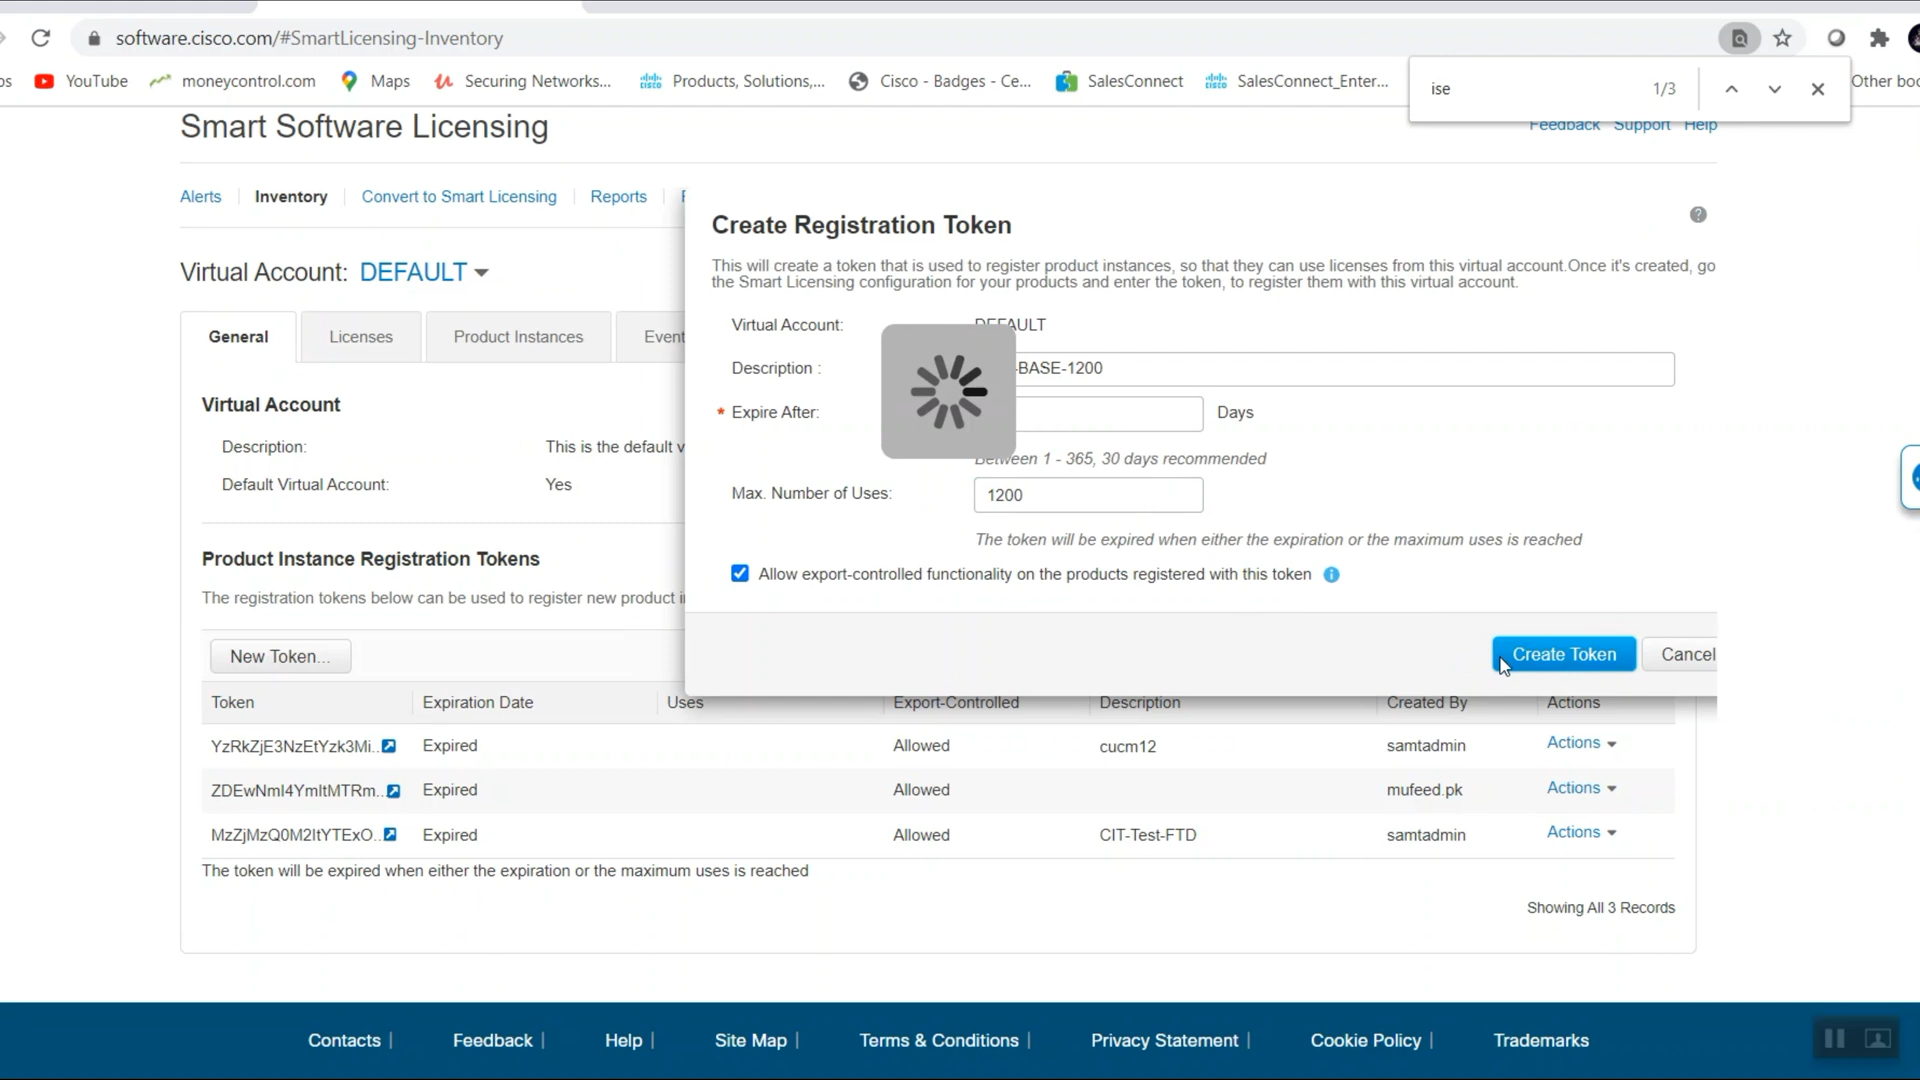 software.cisco.com/#SmartLicensing-Inventory
YouTube
moneycontrol.com
Maps
Securing Networks...
Products, Solutions,...
Cisco - Badges - Ce...
SalesConnect
SalesConnect_Enter...
ise
1/3
Smart Software Licensing
Feedback Support Help
Alerts
Inventory
Convert to Smart Licensing
Reports
Virtual Account: DEFAULT
General
Licenses
Product Instances
Event
Virtual Account
Description:
This is the default v
Default Virtual Account:
Yes
Product Instance Registration Tokens
The registration tokens below can be used to register new product i
New Token...
Create Registration Token
This will create a token that is used to register product instances, so that they can use licenses from this virtual account.Once it's created, go
the Smart Licensing configuration for your products and enter the token, to register them with this virtual account.
Virtual Account:
DEFAULT
Description :
-BASE-1200
* Expire After:
Days
Between 1 - 365, 30 days recommended
Max. Number of Uses:
1200
The token will be expired when either the expiration or the maximum uses is reached
Allow export-controlled functionality on the products registered with this token
Create Token
Cancel
Token
Expiration Date
Uses
Export-Controlled
Description
Created By
Actions
YzRkZjE3NzEtYzk3Mi..
Expired
Allowed
cucm12
samtadmin
Actions
ZDEwNmI4YmItMTRm..
Expired
Allowed
mufeed.pk
Actions
MzZjMzQ0M2ItYTExO..
Expired
Allowed
CIT-Test-FTD
samtadmin
Actions
The token will be expired when either the expiration or the maximum uses is reached
Showing All 3 Records
Contacts |
Feedback |
Help |
Site Map |
Terms & Conditions |
Privacy Statement |
Cookie Policy |
Trademarks